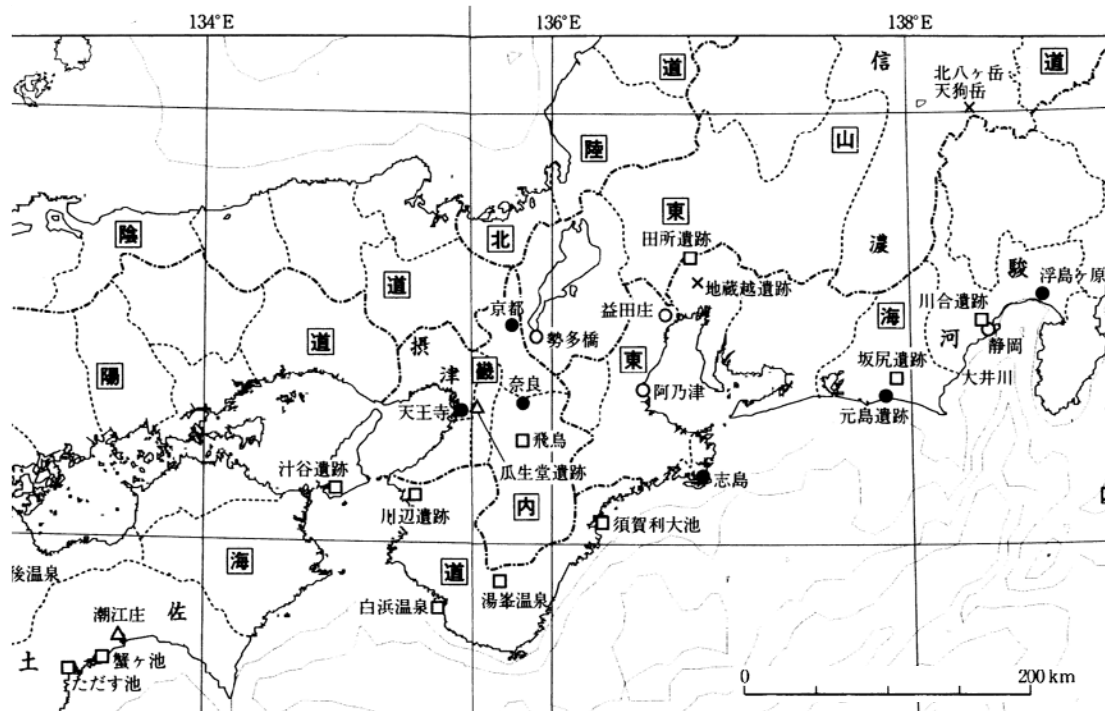 134°E
136°E
138°E
道
信
北八ヶ岳・
天狗岳
道
陸
山
東
陰
北
田所遺跡
濃
駿
浮島ヶ原
道
地蔵越遺跡
川合遺跡
京都
益田庄
海
勢多橋
河
静岡
道
摂
陽
畿
東
坂尻遺跡
大井川
津
奈良
阿乃津
天王寺
元島遺跡
飛鳥
汁谷遺跡
瓜生堂遺跡
志島
川辺遺跡
内
須賀利大池
海
後温泉
道
湯峯温泉
白浜温泉
潮江庄
佐
土
蟹ヶ池
ただす池
0
200 km